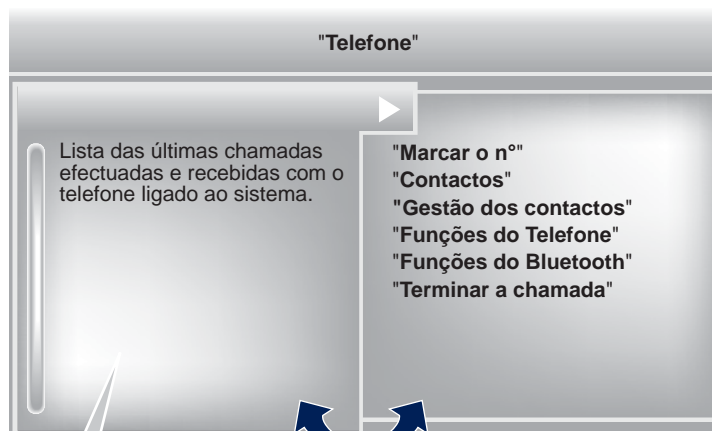 "Telefone"
Lista das últimas chamadas
efectuadas e recebidas com o
telefone ligado ao sistema.
"Marcar o n°"
"Contactos"
"Gestão dos contactos"
"Funções do Telefone"
"Funções do Bluetooth"
"Terminar a chamada"